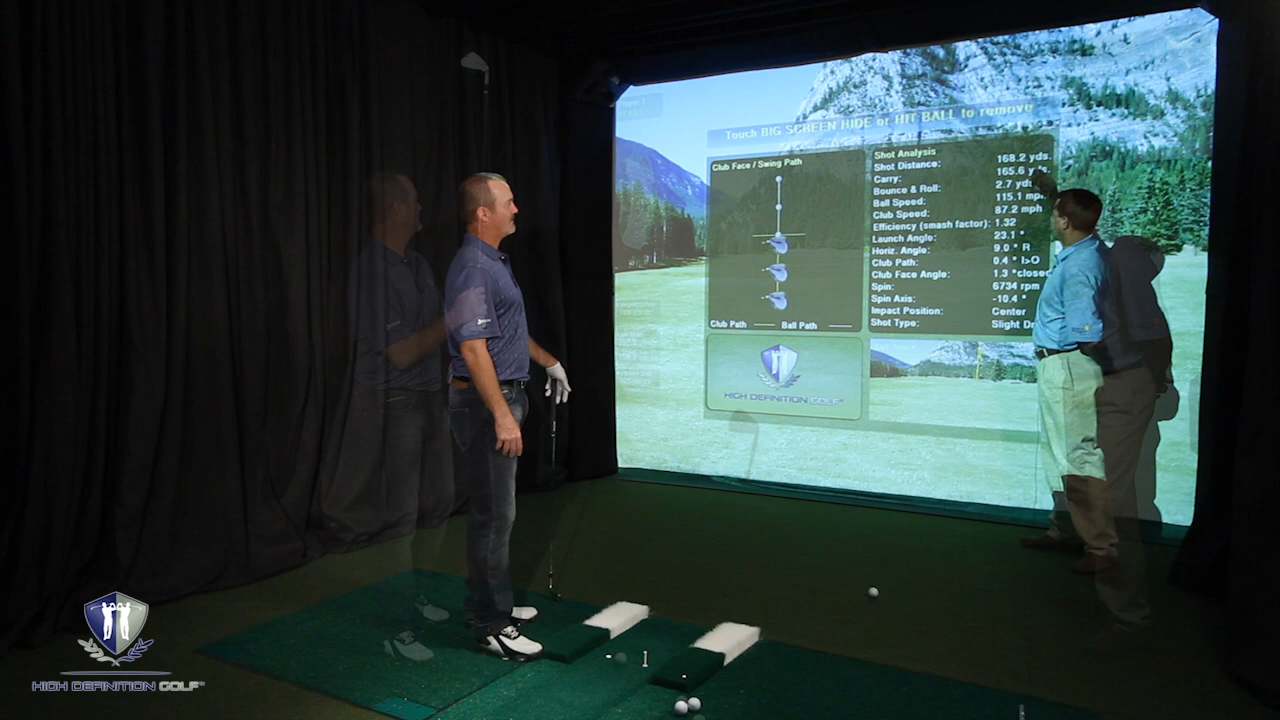 Touch BIG SCREEN HIDE or HIT BALL to remove
Club Face / Swing Path
Club Path Ball Path
Shot Analysis
Shot Distance: 168.2 yds.
Carry: 165.6 yds.
Bounce & Roll: 2.7 yds.
Ball Speed: 115.1 mph
Club Speed: 87.2 mph
Efficiency (smash factor): 1.32
Launch Angle: 23.1 °
Horiz. Angle: 9.0 ° R
Club Path: 0.4 ° I>O
Club Face Angle: 1.3 °closed
Spin: 6734 rpm
Spin Axis: -10.4 °
Impact Position: Center
Shot Type: Slight
HIGH DEFINITION GOLF
HIGH DEFINITION GOLF™